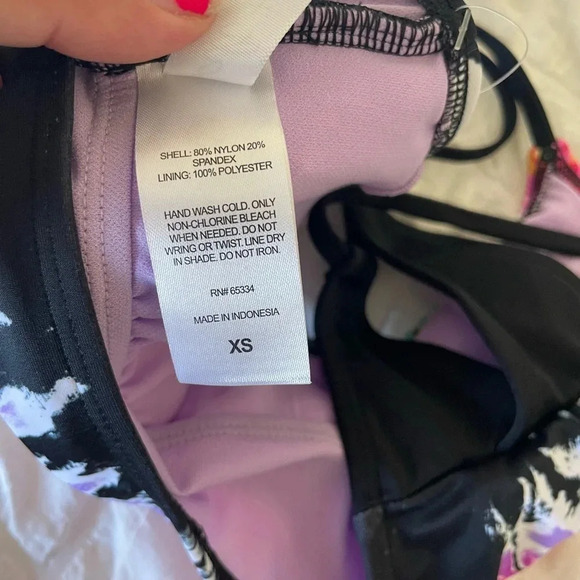 SHELL: 80% NYLON 20%
SPANDEX
LINING: 100% POLYESTER
HAND WASH COLD. ONLY
NON-CHLORINE BLEACH
WHEN NEEDED. DO NOT
WRING OR TWIST. LINE DRY
IN SHADE. DO NOT IRON.
RN# 65334
MADE IN INDONESIA
XS